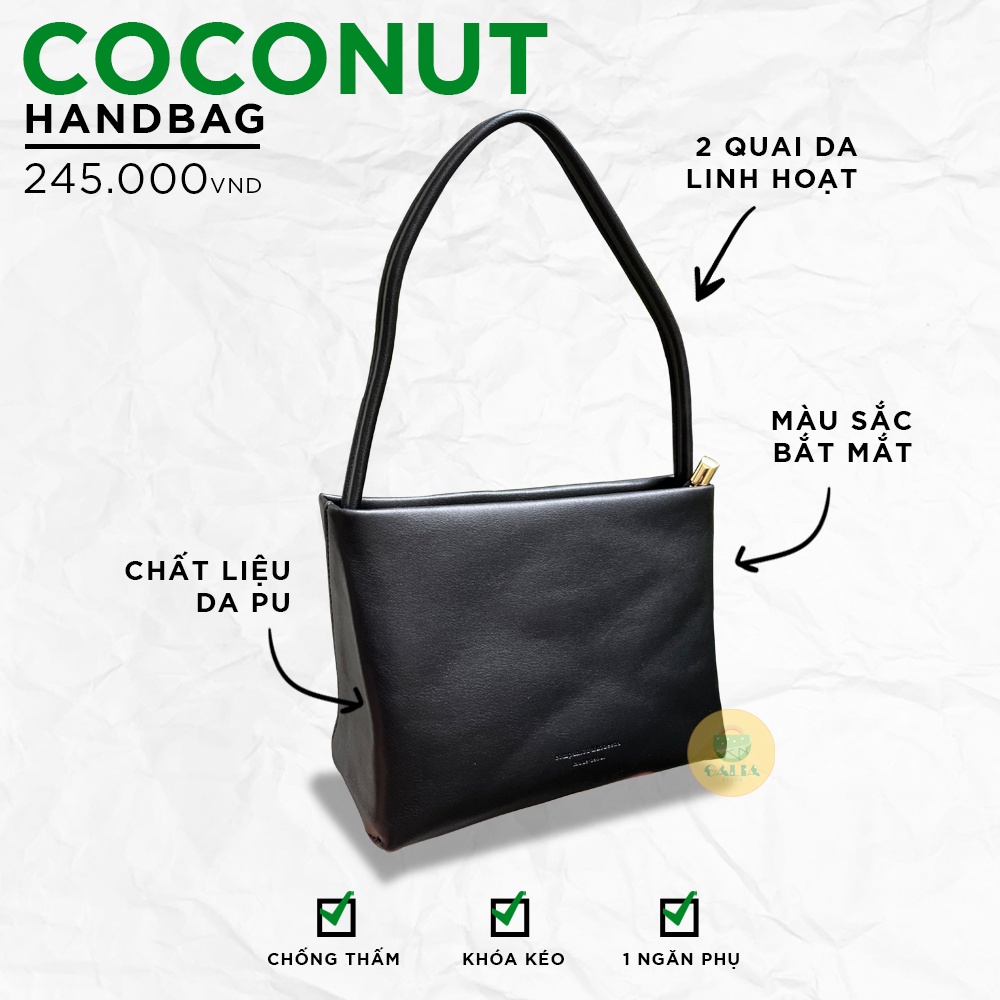 COCONUT
HANDBAG
245.000VND
2 QUAI DA
LINH HOẠT
MÀU SẮC
BẮT MẮT
CHẤT LIỆU
DA PU
CHỐNG THẤM
KHÓA KÉO
1 NGĂN PHỤ